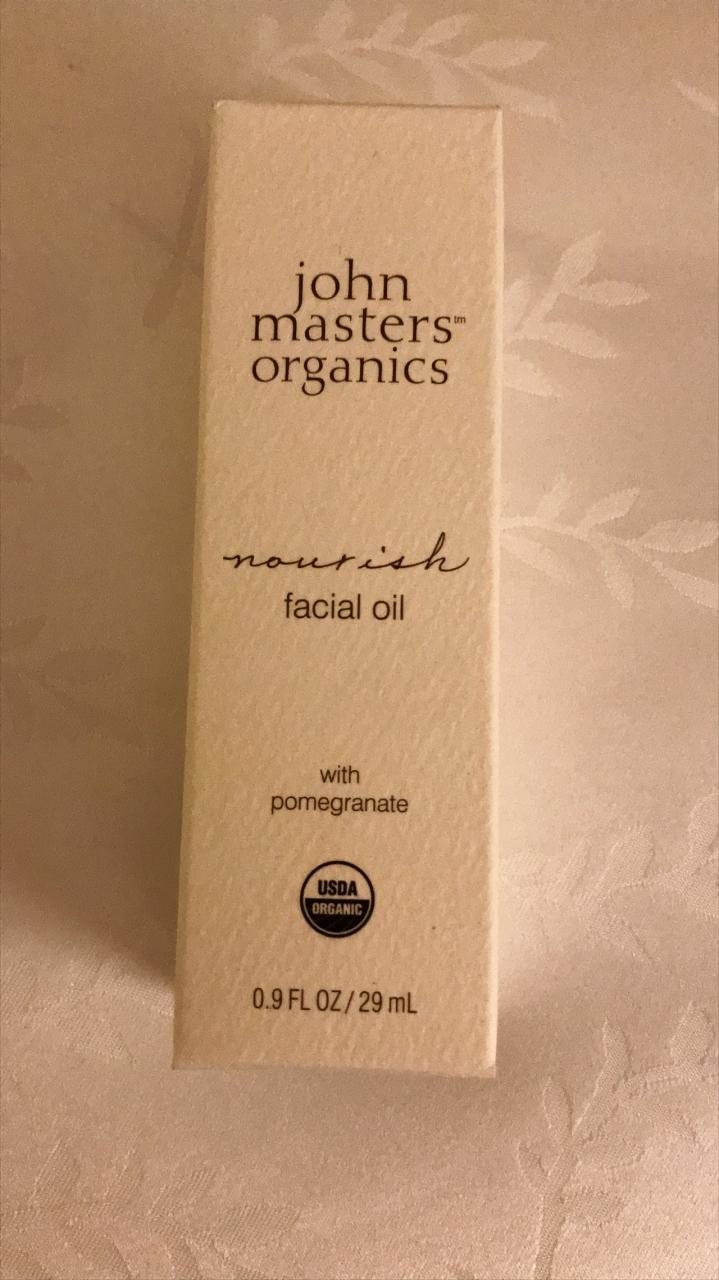 john
masters™
organics
nourish
facial oil
with
pomegranate
USDA
ORGANIC
0.9 FL OZ / 29 mL